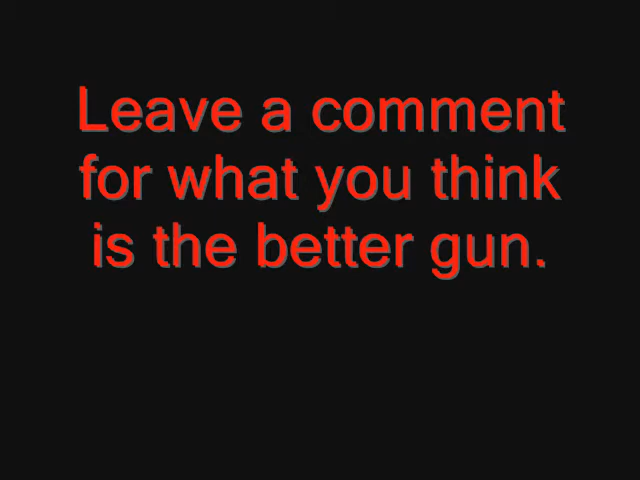 Leave a comment
for what you think
is the better gun.